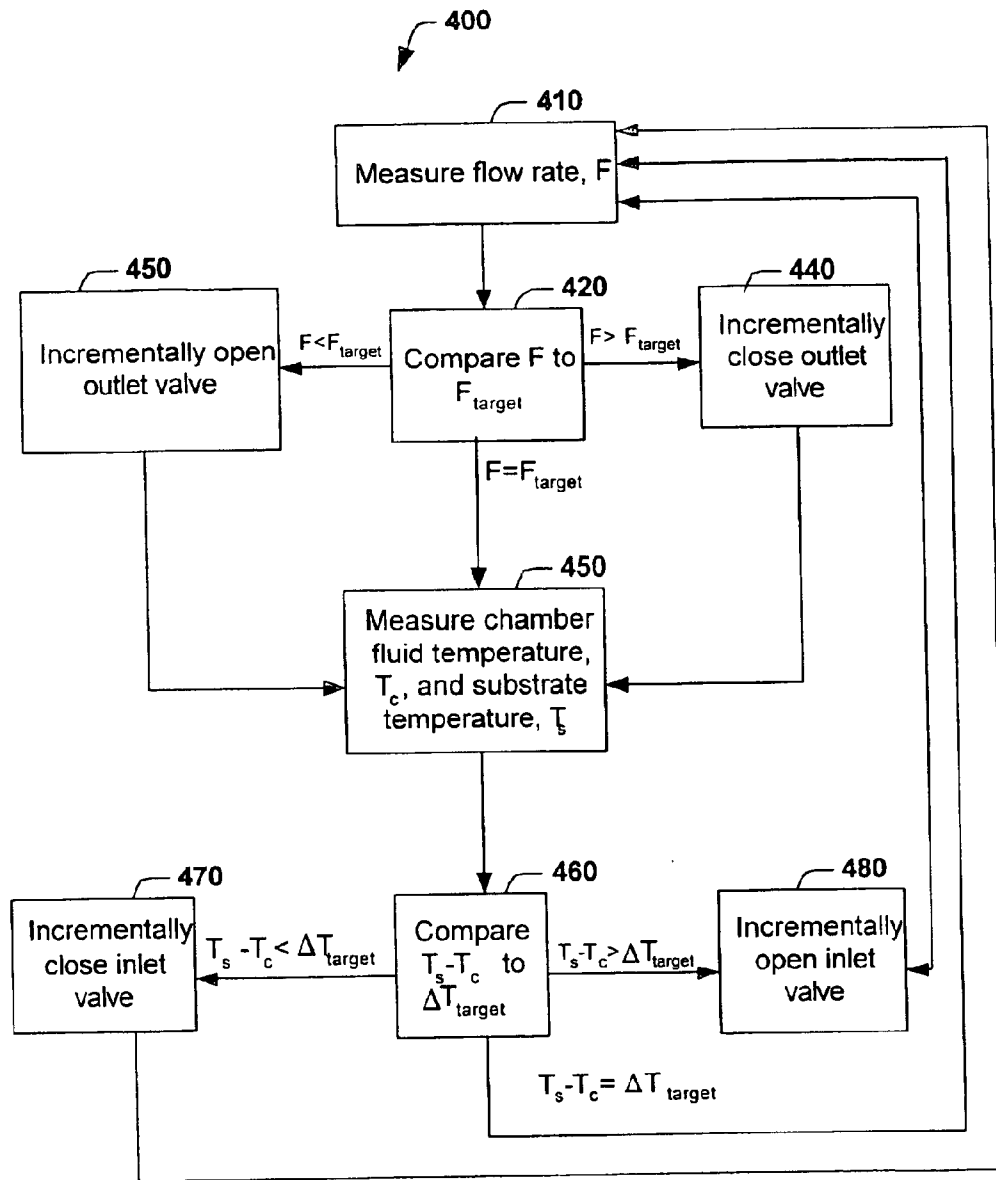 400
410
Measure flow rate, F
450
Incrementally open
outlet valve
F<Ftarget
420
Compare F to
Ftarget
F> Ftarget
440
Incrementally
close outlet
valve
F=Ftarget
450
Measure chamber
fluid temperature,
Tc, and substrate
temperature, Ts
470
Incrementally
close inlet
valve
Ts -Tc< ΔTtarget
460
Compare
Ts-Tc to
ΔTtarget
Ts-Tc>ΔTtarget
480
Incrementally
open inlet
valve
Ts-Tc= ΔTtarget